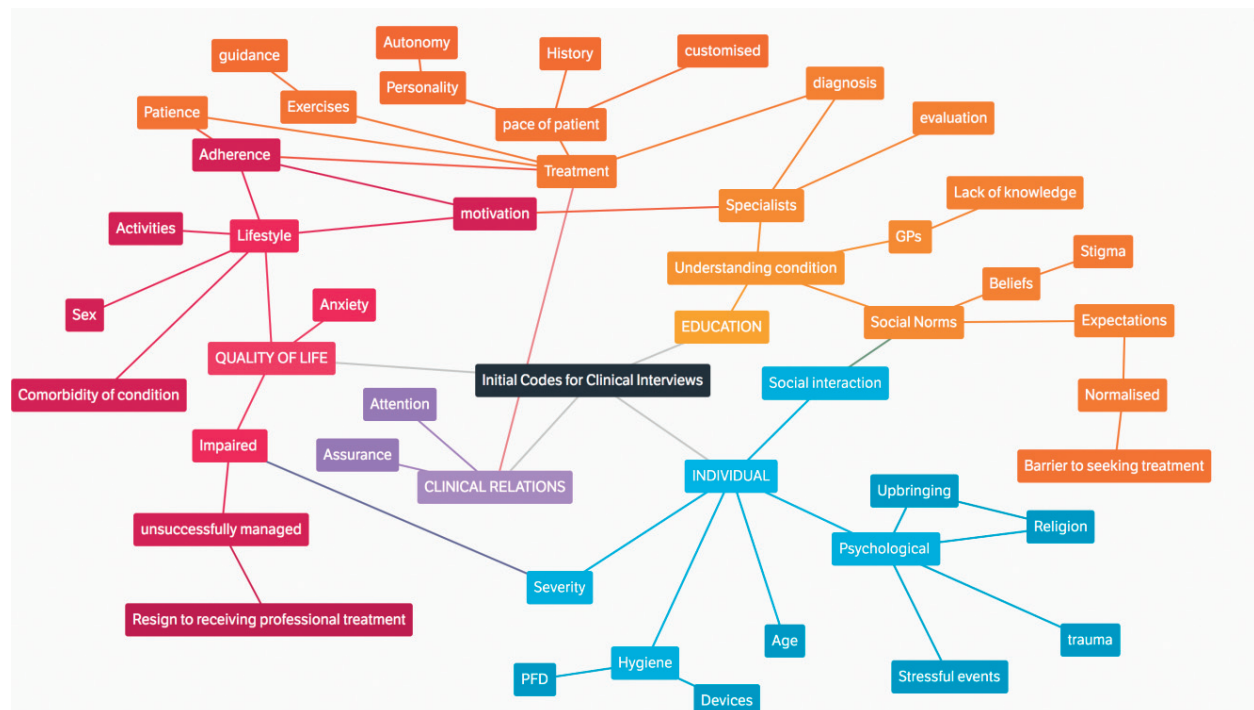 Autonomy
History
customised
guidance
Personality
diagnosis
Patience
Exercises
pace of patient
evaluation
Adherence
Treatment
Lack of knowledge
Activities
Lifestyle
motivation
Specialists
GPs
Stigma
Understanding condition
Beliefs
Sex
Anxiety
EDUCATION
Social Norms
Expectations
QUALITY OF LIFE
Initial Codes for Clinical Interviews
Social interaction
Comorbidity of condition
Attention
Normalised
Impaired
Assurance
CLINICAL RELATIONS
INDIVIDUAL
Barrier to seeking treatment
Upbringing
unsuccessfully managed
Psychological
Religion
Severity
Resign to receiving professional treatment
Age
trauma
PFD
Hygiene
Stressful events
Devices